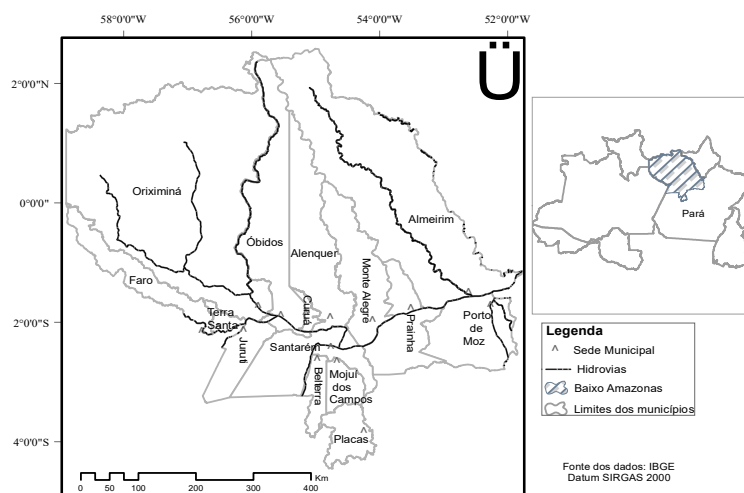 58°0'0"W 56°0'0"W 54°0'0"W 52°0'0"W
Ü
2°0'0"N
0°0'0"
2°0'0"S
4°0'0"S
Oriximiná
Faro
Óbidos
Alenquer
Almeirim
Monte Alegre
Terra
Santa
Curuá
Juruti
Santarém
Prainha
Porto
de
Moz
Belterra
Mojuí
dos
Campos
Placas
0 50 100 200 300 400
Km
Pará
Legenda
Sede Municipal
Hidrovias
Baixo Amazonas
Limites dos municípios
Fonte dos dados: IBGE
Datum SIRGAS 2000